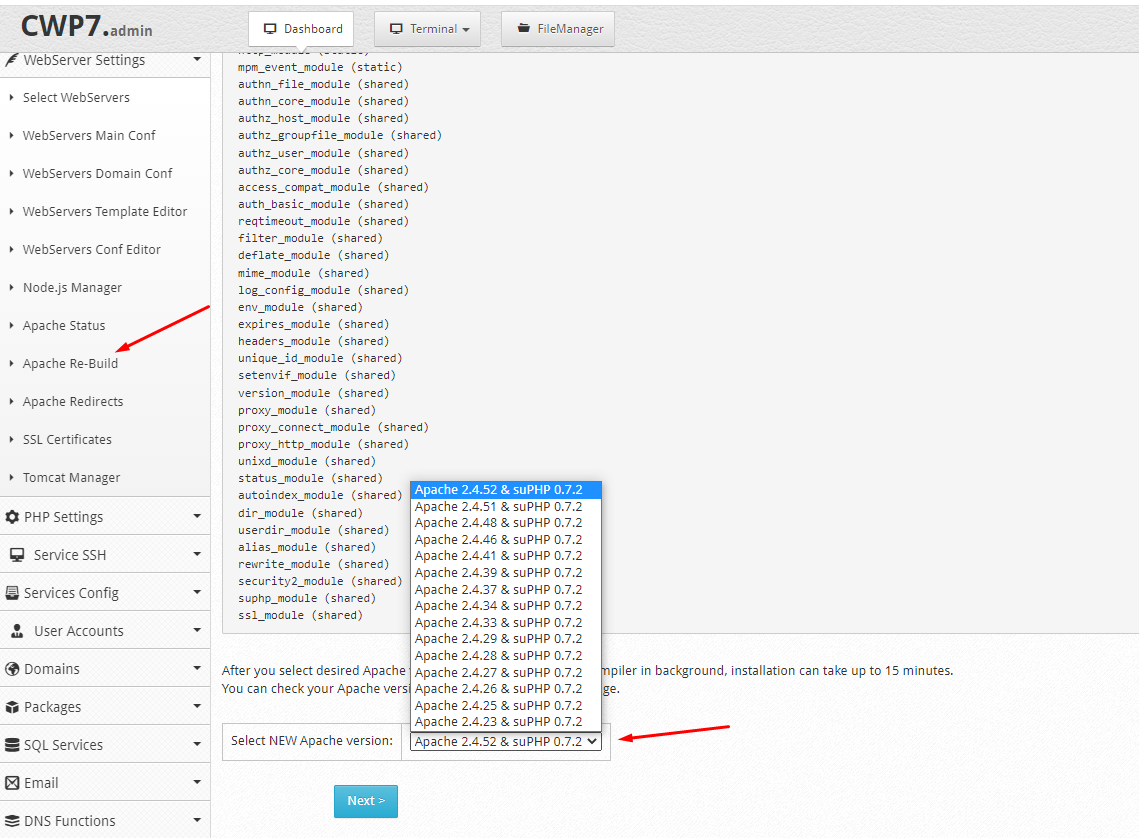 CWP7.admin
Dashboard
Terminal
FileManager
WebServer Settings
Select WebServers
WebServers Main Conf
WebServers Domain Conf
WebServers Template Editor
WebServers Conf Editor
Node.js Manager
Apache Status
Apache Re-Build
Apache Redirects
SSL Certificates
Tomcat Manager
PHP Settings
Service SSH
Services Config
User Accounts
Domains
Packages
SQL Services
Email
DNS Functions
mpm_event_module (static)
authn_file_module (shared)
authn_core_module (shared)
authz_host_module (shared)
authz_groupfile_module (shared)
authz_user_module (shared)
authz_core_module (shared)
access_compat_module (shared)
auth_basic_module (shared)
reqtimeout_module (shared)
filter_module (shared)
deflate_module (shared)
mime_module (shared)
log_config_module (shared)
env_module (shared)
expires_module (shared)
headers_module (shared)
unique_id_module (shared)
setenvif_module (shared)
version_module (shared)
proxy_module (shared)
proxy_connect_module (shared)
proxy_http_module (shared)
unixd_module (shared)
status_module (shared)
autoindex_module (shared)
dir_module (shared)
userdir_module (shared)
alias_module (shared)
rewrite_module (shared)
security2_module (shared)
suphp_module (shared)
ssl_module (shared)
Apache 2.4.52 & suPHP 0.7.2
Apache 2.4.51 & suPHP 0.7.2
Apache 2.4.48 & suPHP 0.7.2
Apache 2.4.46 & suPHP 0.7.2
Apache 2.4.41 & suPHP 0.7.2
Apache 2.4.39 & suPHP 0.7.2
Apache 2.4.37 & suPHP 0.7.2
Apache 2.4.34 & suPHP 0.7.2
Apache 2.4.33 & suPHP 0.7.2
Apache 2.4.29 & suPHP 0.7.2
Apache 2.4.28 & suPHP 0.7.2
Apache 2.4.27 & suPHP 0.7.2
Apache 2.4.26 & suPHP 0.7.2
Apache 2.4.25 & suPHP 0.7.2
Apache 2.4.23 & suPHP 0.7.2
After you select desired Apache mpiler in background, installation can take up to 15 minutes.
You can check your Apache versi ge.
Select NEW Apache version: Apache 2.4.52 & suPHP 0.7.2
Next >